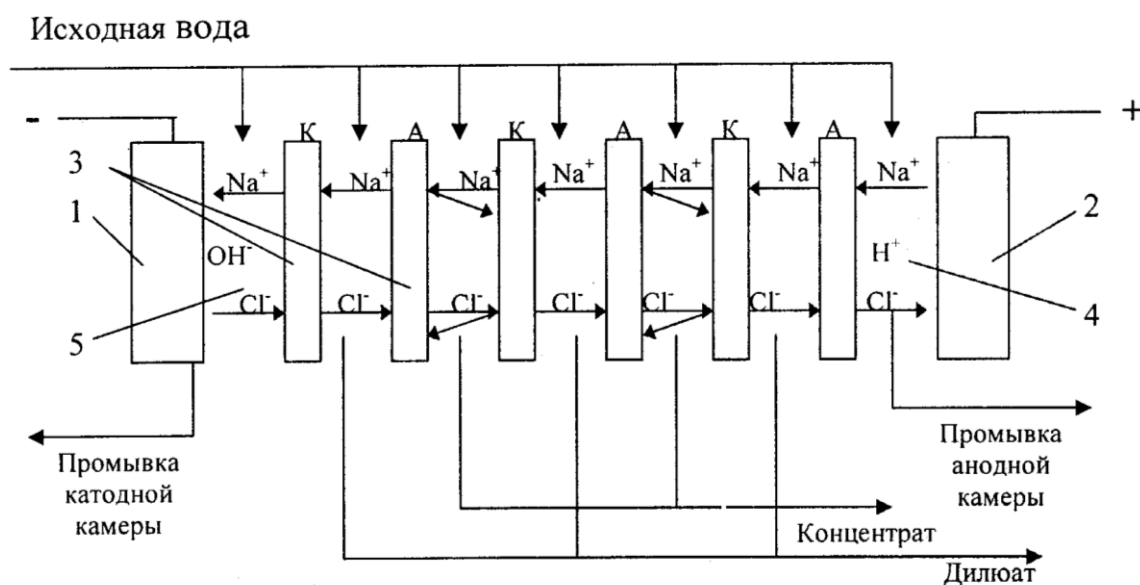 Исходная вода
- +
К А К А К А
3
Na⁺ Na⁺ Na⁺ Na⁺ Na⁺ Na⁺ Na⁺
1 2
OH⁻ H⁺
Cl⁻ Cl⁻ Cl⁻ Cl⁻ Cl⁻ Cl⁻ Cl⁻
5 4
Промывка
катодной
камеры
Промывка
анодной
камеры
Концентрат
Дилюат